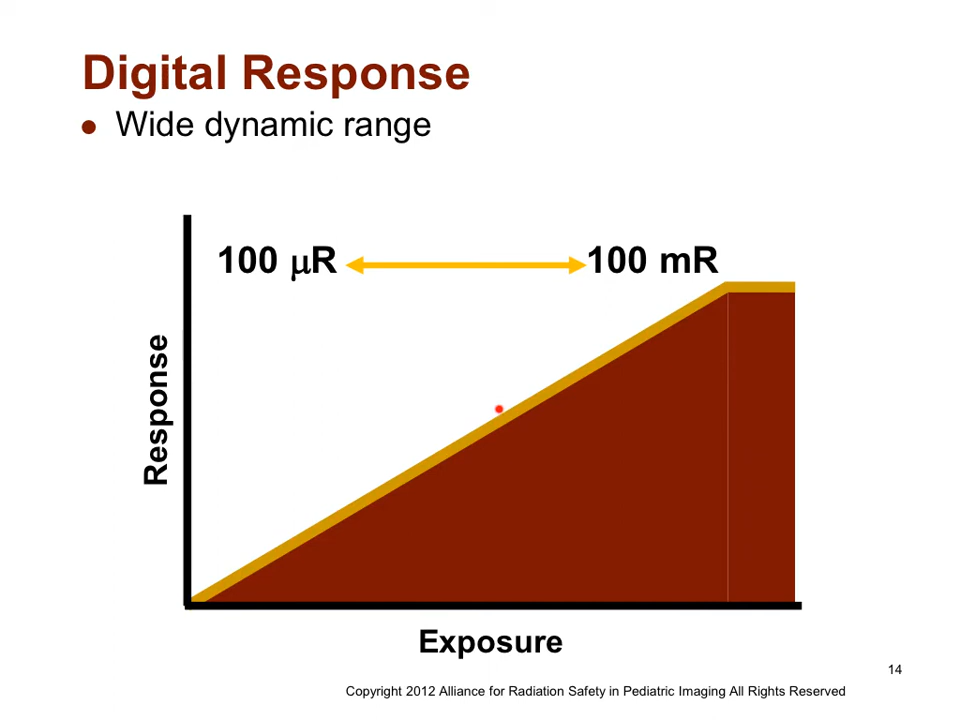 Digital Response
● Wide dynamic range
100 μR
100 mR
Response
Exposure
14
Copyright 2012 Alliance for Radiation Safety in Pediatric Imaging All Rights Reserved